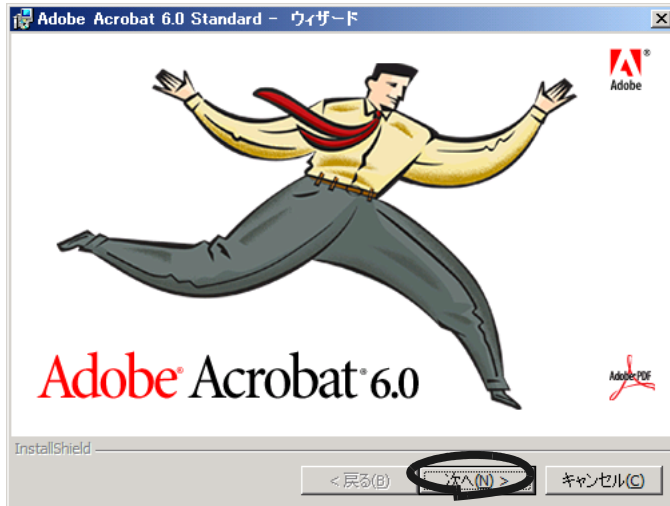 Adobe Acrobat 6.0 Standard - ウィザード
Adobe
Adobe Acrobat 6.0
Adobe PDF
InstallShield
< 戻る(B)
次へ(N) >
キャンセル(C)